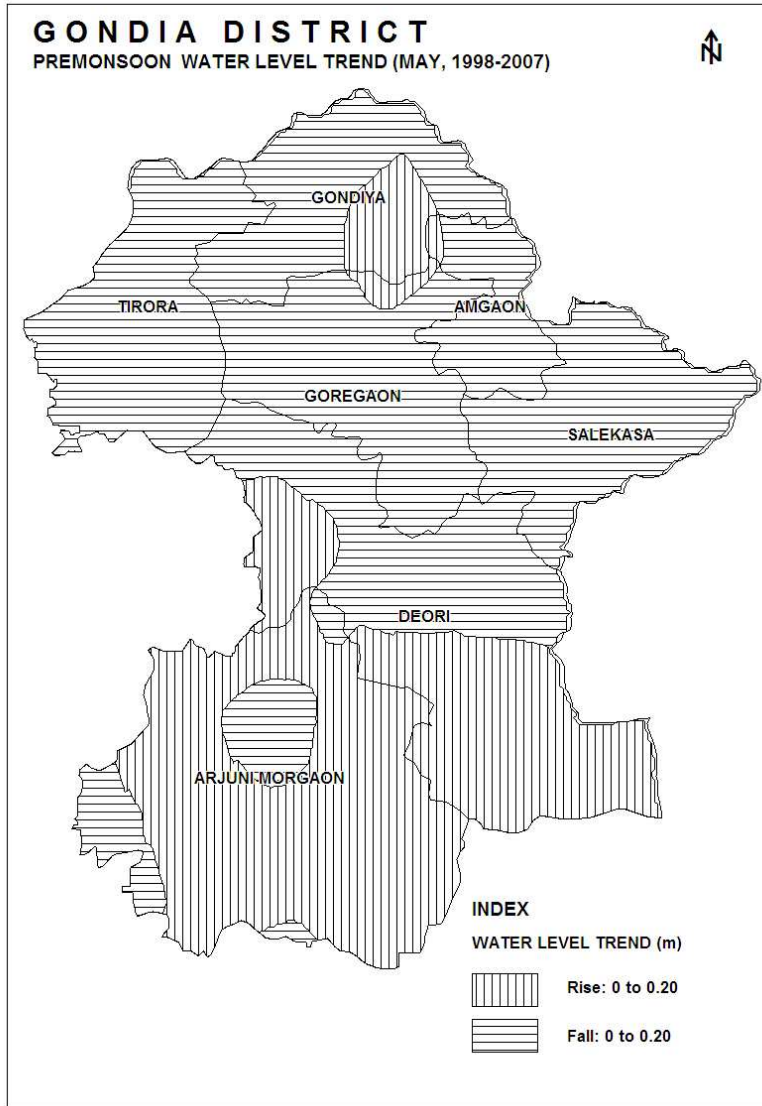 GONDIA DISTRICT
PREMONSOON WATER LEVEL TREND (MAY, 1998-2007)
N
GONDIYA
TIRORA
AMGAON
GOREGAON
SALEKASA
DEORI
ARJUNI-MORGAON
INDEX
WATER LEVEL TREND (m)
Rise: 0 to 0.20
Fall: 0 to 0.20